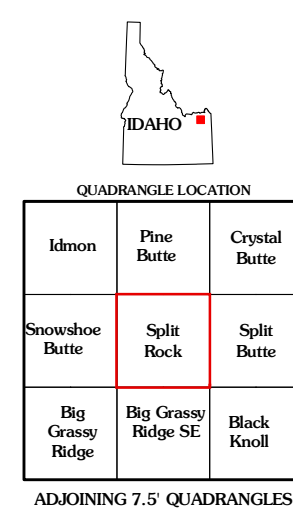 IDAHO
QUADRANGLE LOCATION
Idmon
Pine
Butte
Crystal
Butte
Snowshoe
Butte
Split
Rock
Split
Butte
Big
Grassy
Ridge
Big Grassy
Ridge SE
Black
Knoll
ADJOINING 7.5' QUADRANGLES